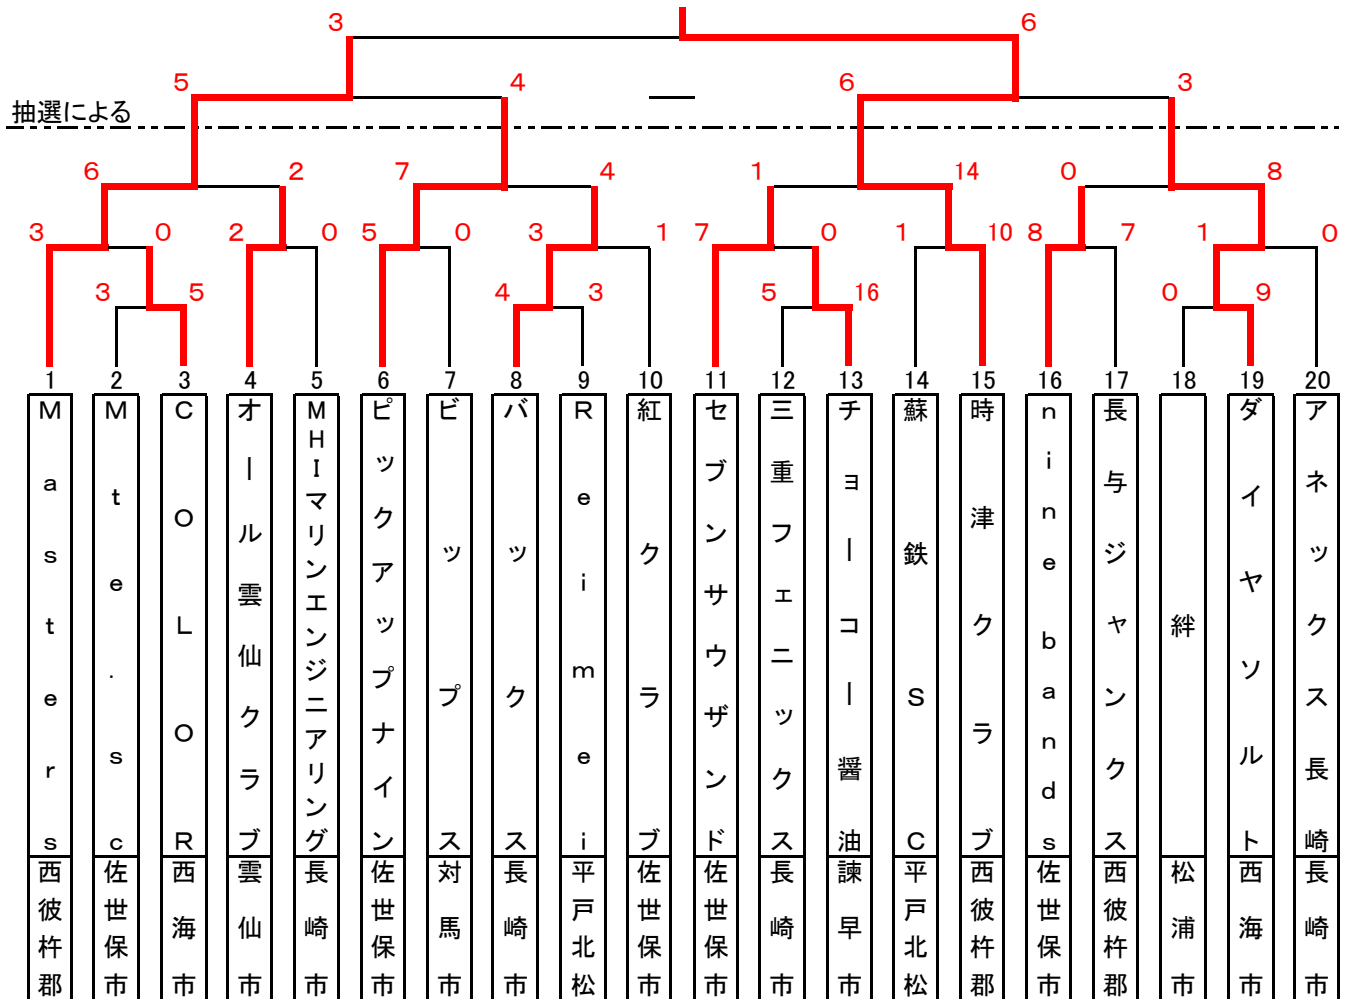 3 6
5 4 6 3
抽選による
6 2 7 4 1 14 0 8
3 0 2 0 5 0 3 1 7 0 1 10 8 7 1 0
3 5 4 3 5 16 0 9
1 2 3 4 5 6 7 8 9 10 11 12 13 14 15 16 17 18 19 20
Masters
Mte.sc
COLOR
オール雲仙クラブ
MHIマリンエンジニアリング
ピックアップナイン
ビップス
バックス
Reimei
紅クラブ
セブンサウザンド
三重フェニックス
チョーコー醤油
蘇鉄SC
時津クラブ
nine bands
長与ジャンクス
絆
ダイヤソルト
アネックス長崎
西彼杵郡
佐世保市
西海市
雲仙市
長崎市
佐世保市
対馬市
長崎市
平戸北松
佐世保市
佐世保市
長崎市
諫早市
平戸北松
西彼杵郡
佐世保市
西彼杵郡
松浦市
西海市
長崎市